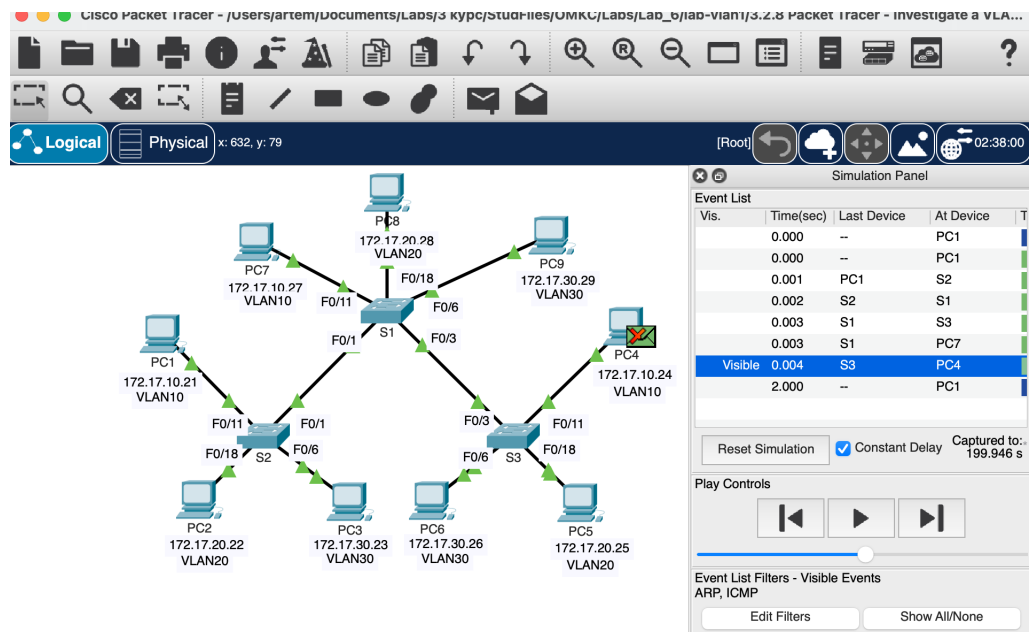 Cisco Packet Tracer - /Users/artem/Documents/Labs/3 курс/StudFiles/OMKC/Labs/Lab_6/lab-vlan1/3.2.8 Packet Tracer - Investigate a VLA...
Logical
Physical
x: 632, y: 79
[Root]
02:38:00
PC8
172.17.20.28
VLAN20
PC7
172.17.10.27
VLAN10
PC9
172.17.30.29
VLAN30
F0/11
F0/18
F0/6
S1
F0/1
F0/3
PC1
172.17.10.21
VLAN10
PC4
172.17.10.24
VLAN10
F0/11
F0/1
F0/18
S2
F0/6
F0/3
F0/11
F0/6
S3
F0/18
PC2
172.17.20.22
VLAN20
PC3
172.17.30.23
VLAN30
PC6
172.17.30.26
VLAN30
PC5
172.17.20.25
VLAN20
Simulation Panel
Event List
Vis. Time(sec) Last Device At Device T
0.000 -- PC1
0.000 -- PC1
0.001 PC1 S2
0.002 S2 S1
0.003 S1 S3
0.003 S1 PC7
Visible 0.004 S3 PC4
2.000 -- PC1
Reset Simulation
Constant Delay
Captured to:
199.946 s
Play Controls
Event List Filters - Visible Events
ARP, ICMP
Edit Filters
Show All/None